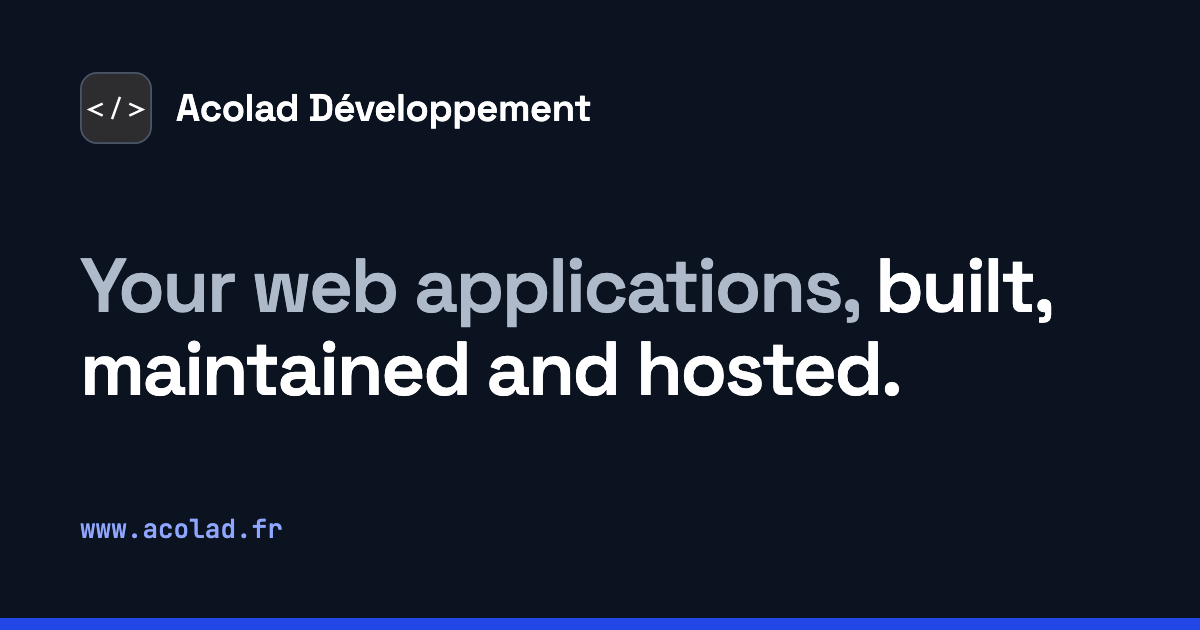 </> Acolad Développement
Your web applications, built,
maintained and hosted.
www.acolad.fr